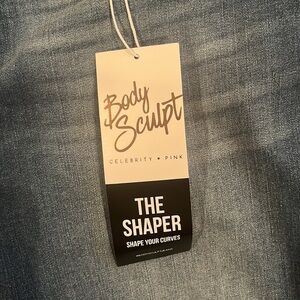 Body
Sculpt
CELEBRITY • PINK
THE
SHAPER
SHAPE YOUR CURVES